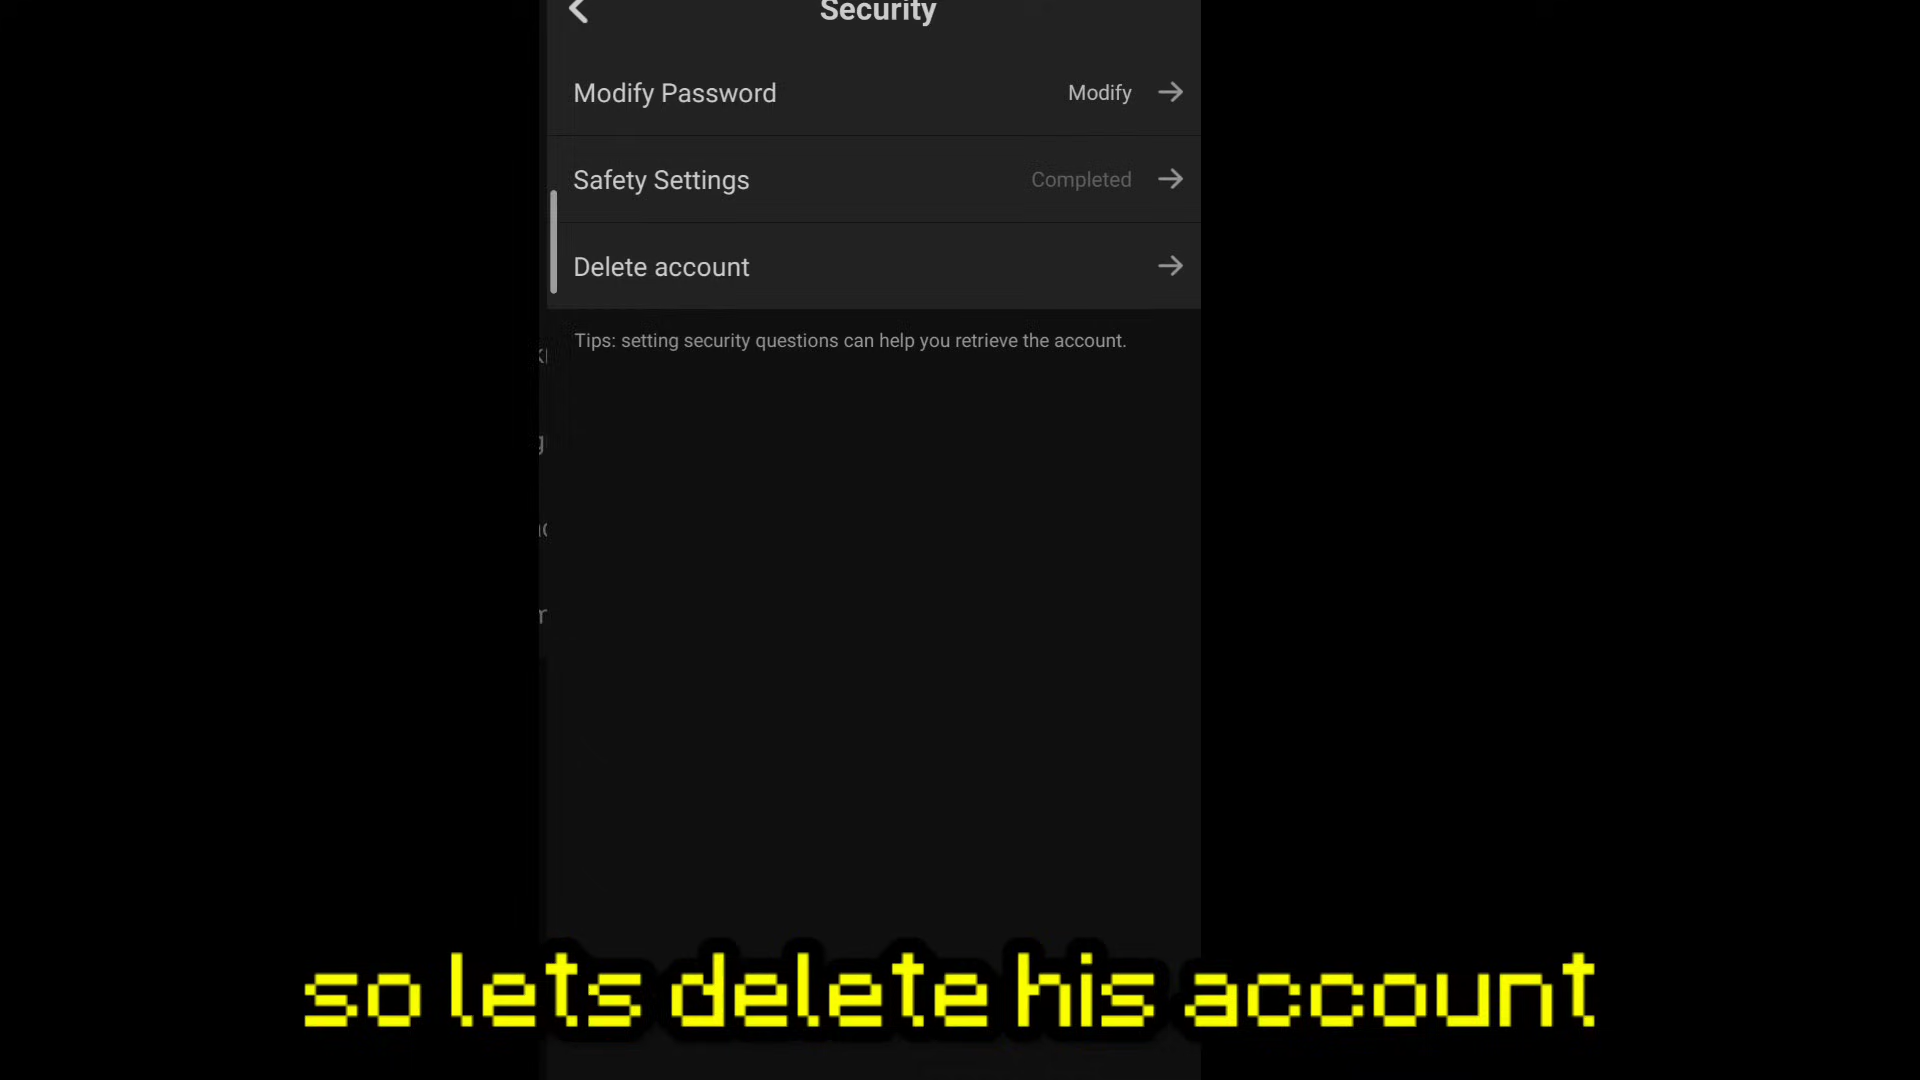 Security
Modify Password Modify
Safety Settings Completed
Delete account
Tips: setting security questions can help you retrieve the account.
so lets delete his account